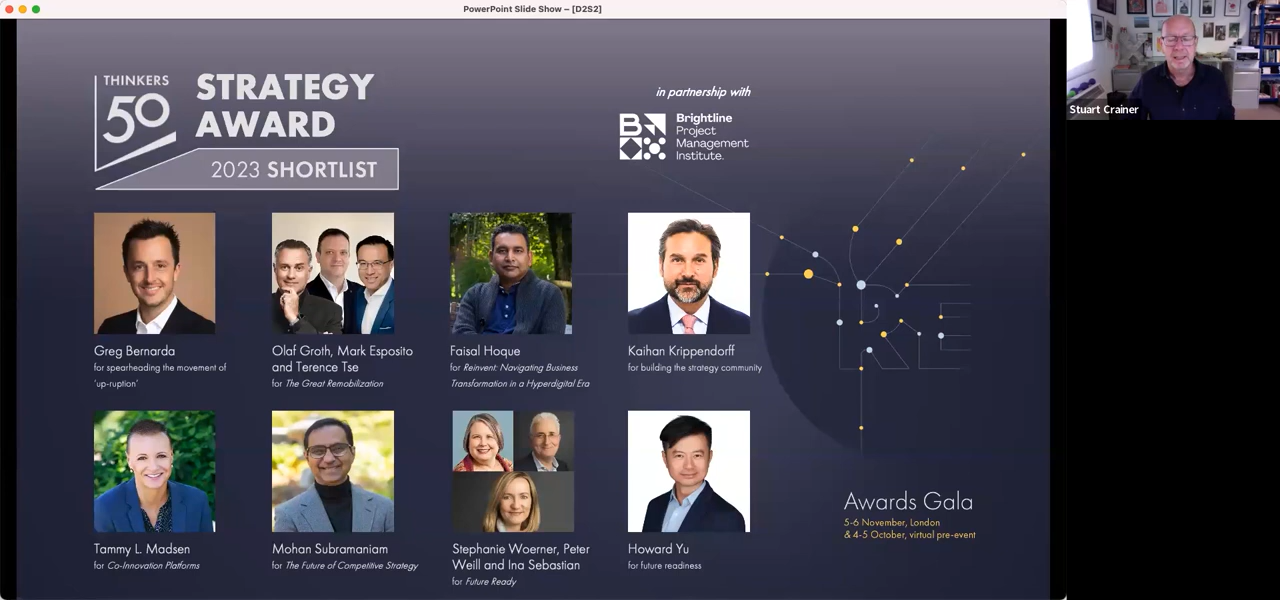 PowerPoint Slide Show – [D2S2]
THINKERS
50
STRATEGY
AWARD
2023 SHORTLIST
in partnership with
B
Brightline
Project
Management
Institute.
Stuart Crainer
Greg Bernarda
for spearheading the movement of
‘up-ruption’
Olaf Groth, Mark Esposito
and Terence Tse
for The Great Remobilization
Faisal Hoque
for Reinvent: Navigating Business
Transformation in a Hyperdigital Era
Kaihan Krippendorff
for building the strategy community
Tammy L. Madsen
for Co-Innovation Platforms
Mohan Subramaniam
for The Future of Competitive Strategy
Stephanie Woerner, Peter
Weill and Ina Sebastian
for Future Ready
Howard Yu
for future readiness
Awards Gala
5-6 November, London
& 4-5 October, virtual pre-event